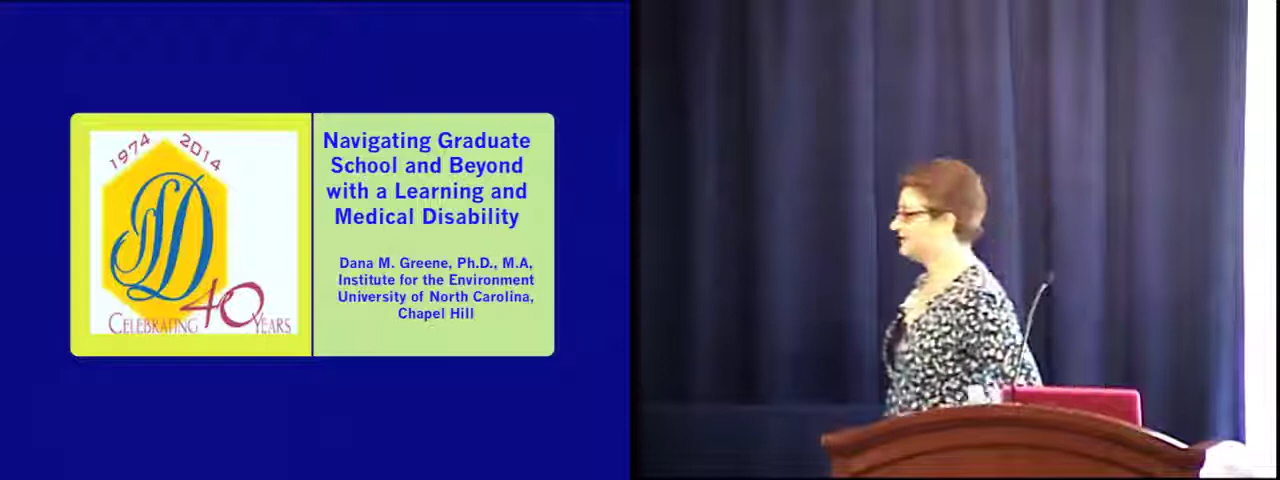 1974 2014
JSD
40
CELEBRATING YEARS
Navigating Graduate
School and Beyond
with a Learning and
Medical Disability
Dana M. Greene, Ph.D., M.A,
Institute for the Environment
University of North Carolina,
Chapel Hill